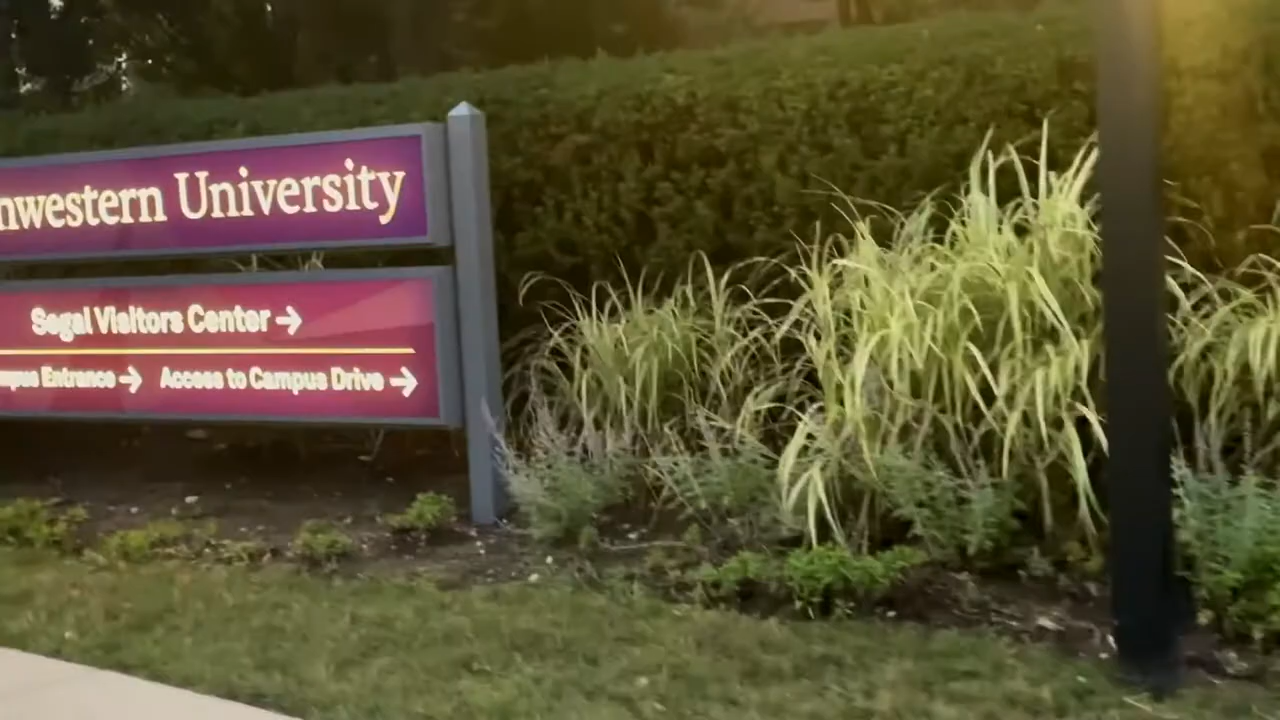 nwestern University
Segal Visitors Center →
mpus Entrance → Access to Campus Drive →